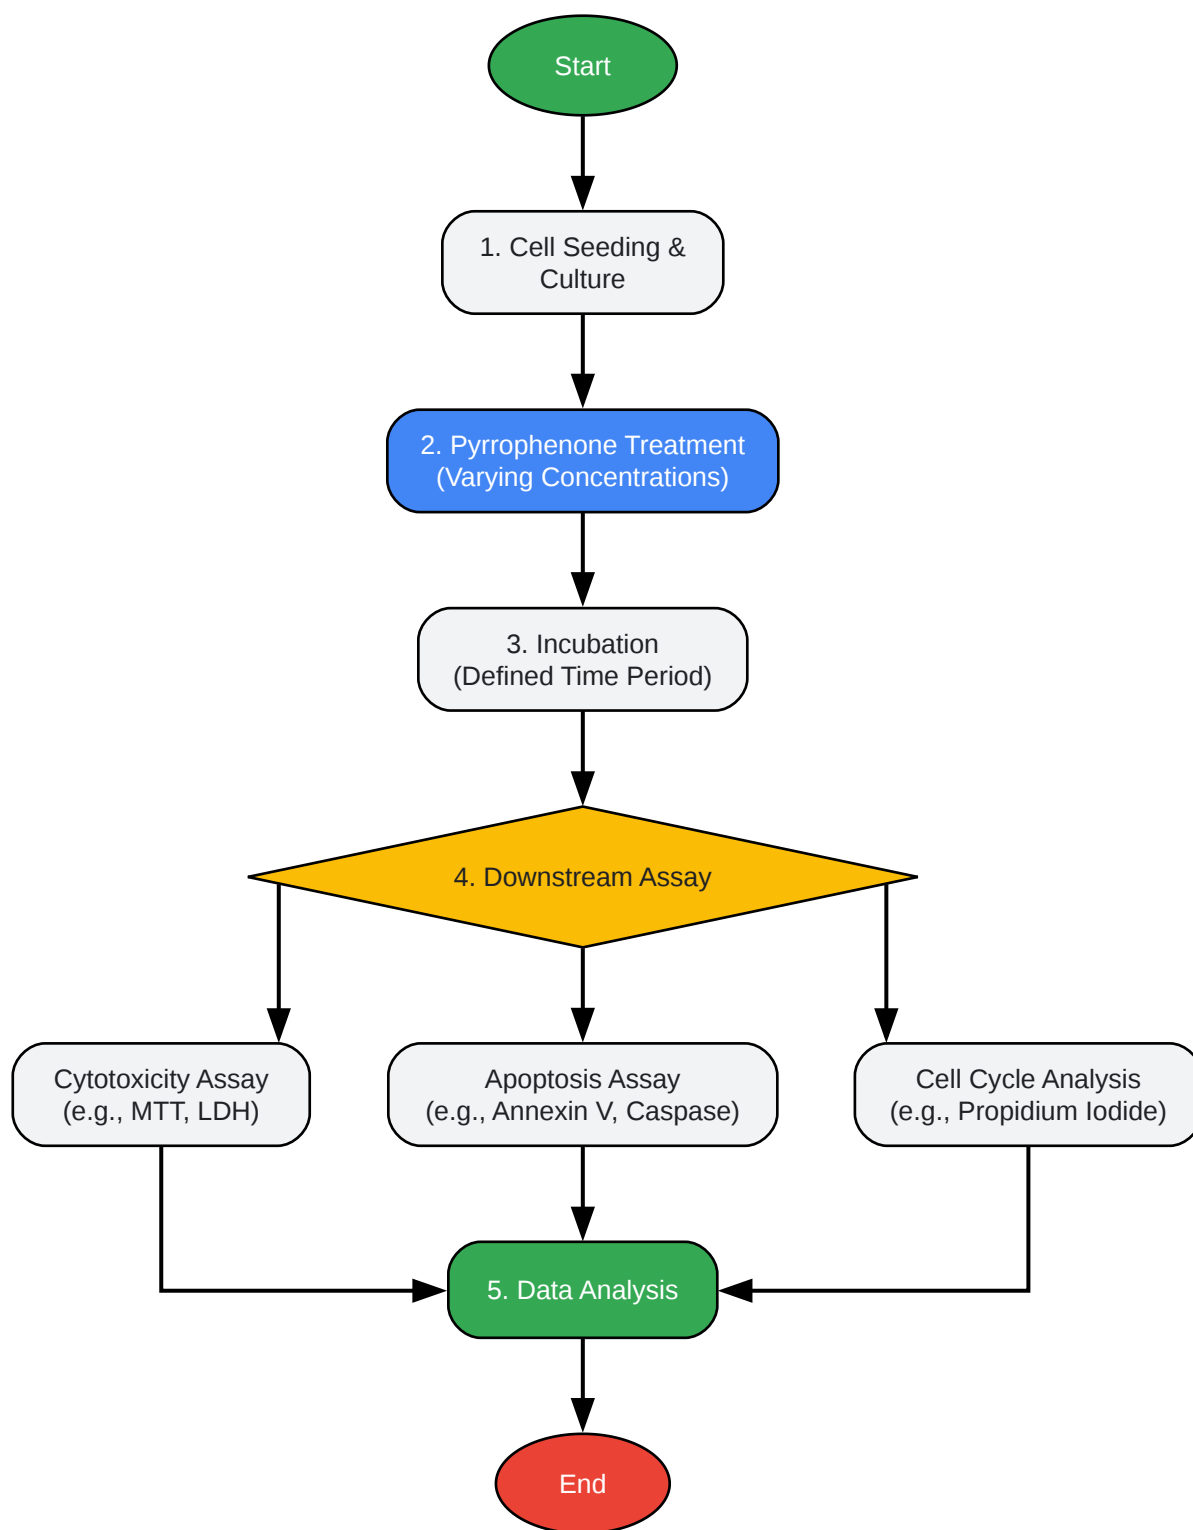 Start
1. Cell Seeding &
Culture
2. Pyrrophenone Treatment
(Varying Concentrations)
3. Incubation
(Defined Time Period)
4. Downstream Assay
Cytotoxicity Assay
(e.g., MTT, LDH)
Apoptosis Assay
(e.g., Annexin V, Caspase)
Cell Cycle Analysis
(e.g., Propidium Iodide)
5. Data Analysis
End